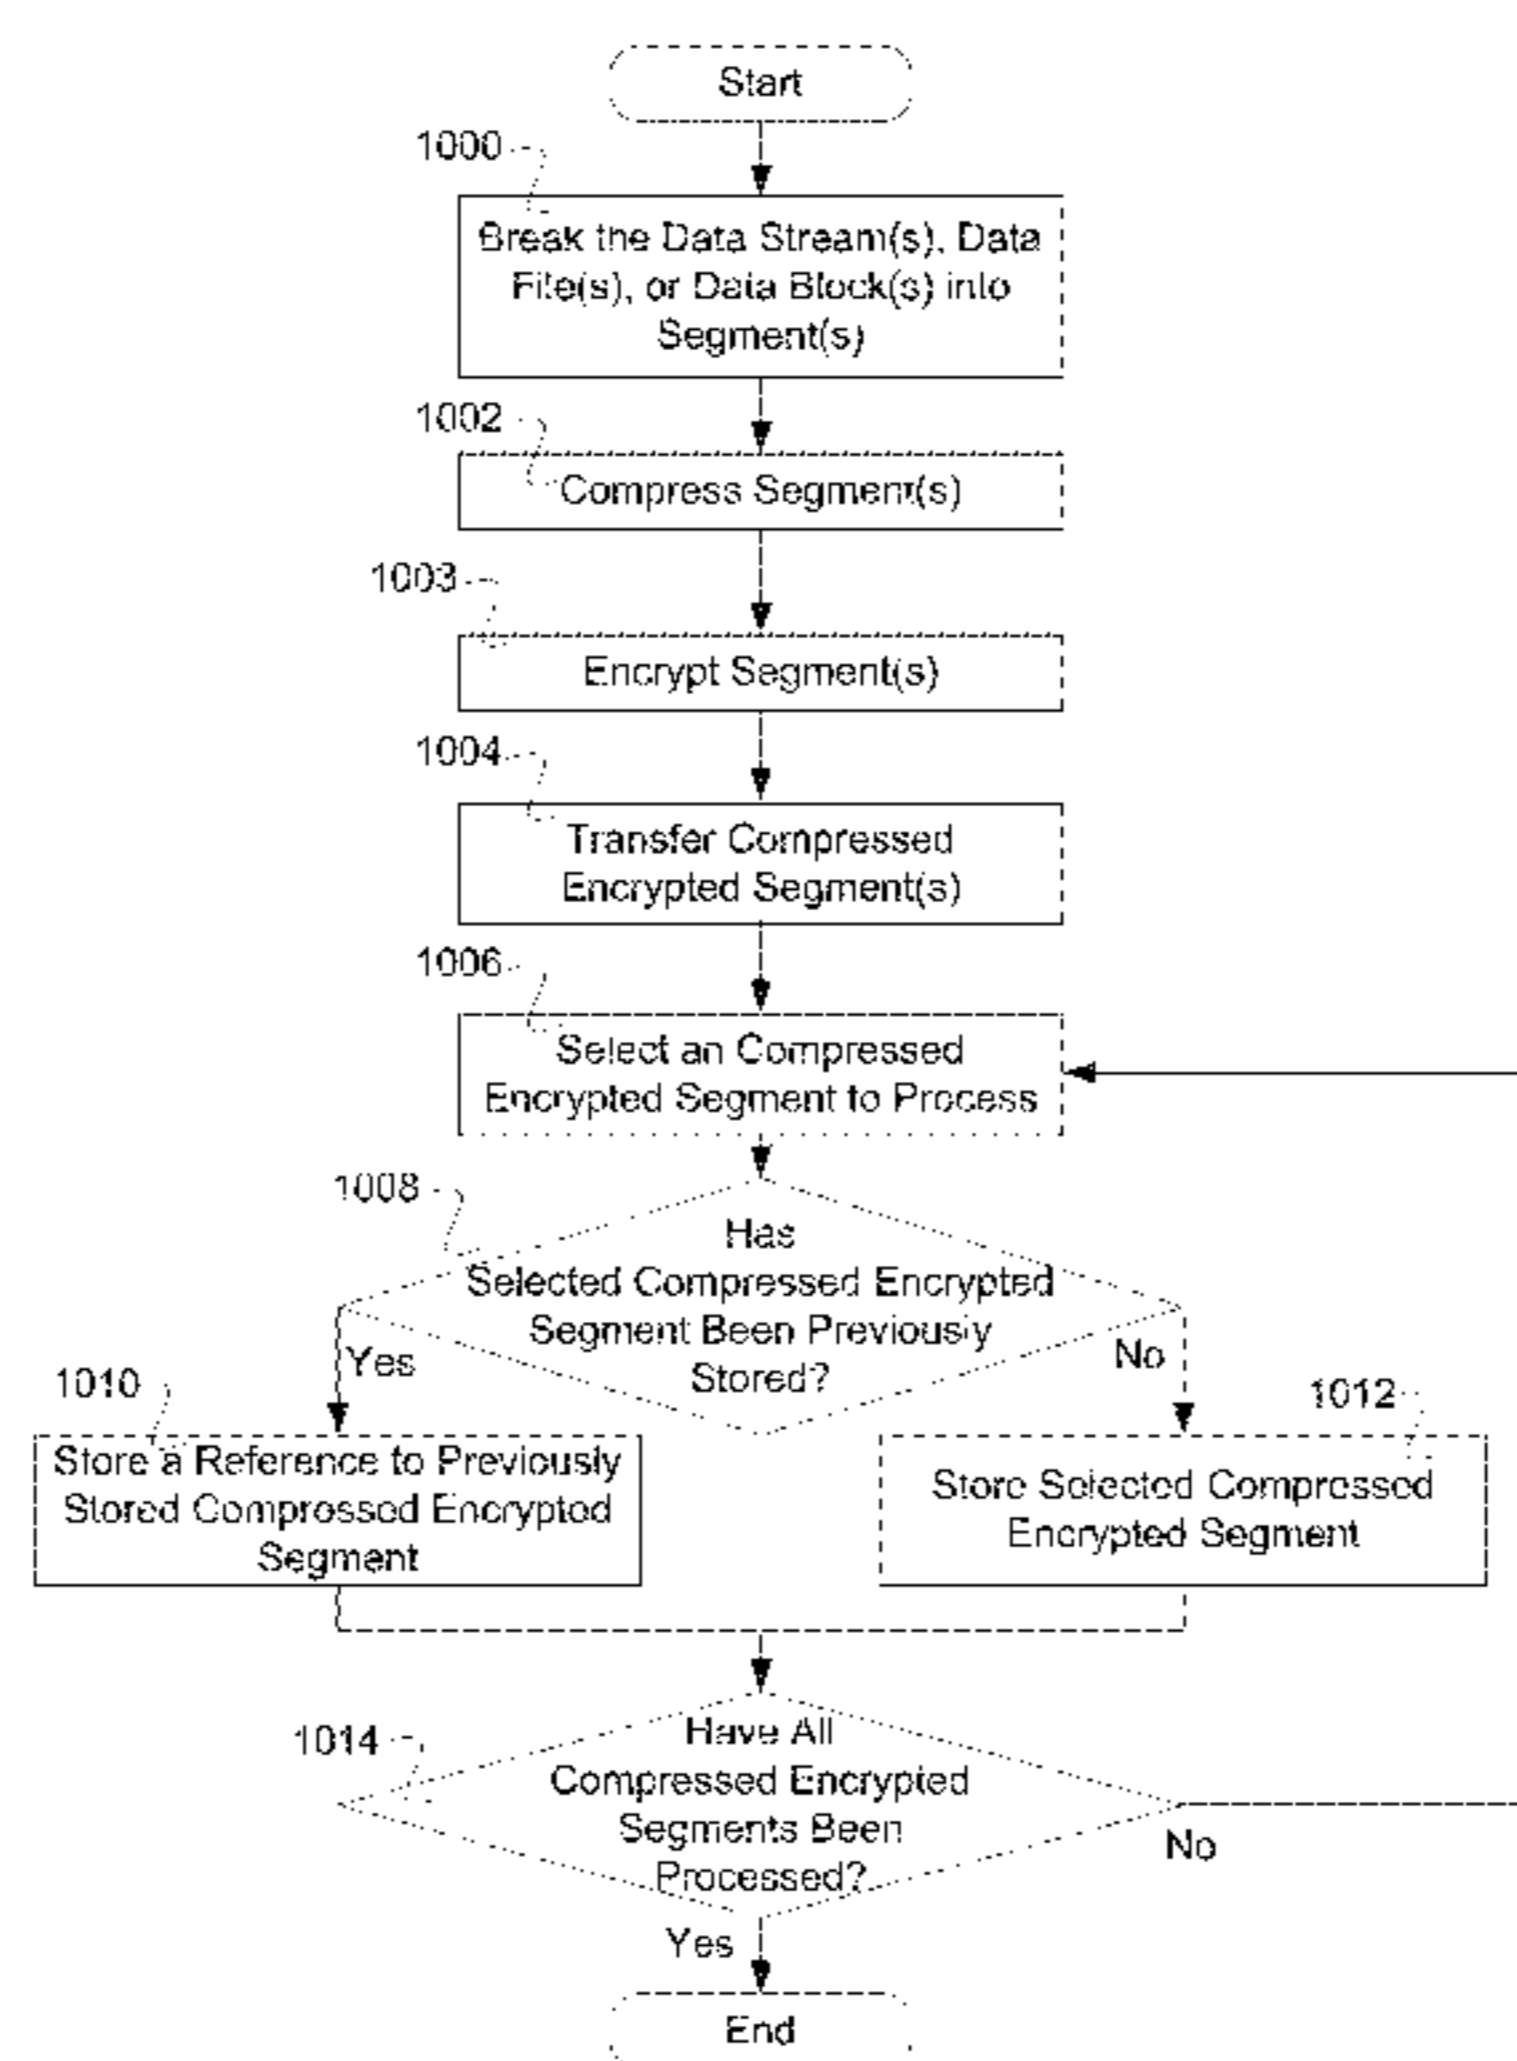 Start
1000
Break the Data Stream(s), Data
File(s), or Data Block(s) into
Segment(s)
1002
Compress Segment(s)
1003
Encrypt Segment(s)
1004
Transfer Compressed
Encrypted Segment(s)
1006
Select an Compressed
Encrypted Segment to Process
1008
Has
Selected Compressed Encrypted
Segment Been Previously
Stored?
Yes
No
1010
1012
Store a Reference to Previously
Stored Compressed Encrypted
Segment
Store Selected Compressed
Encrypted Segment
1014
Have All
Compressed Encrypted
Segments Been
Processed?
No
Yes
End